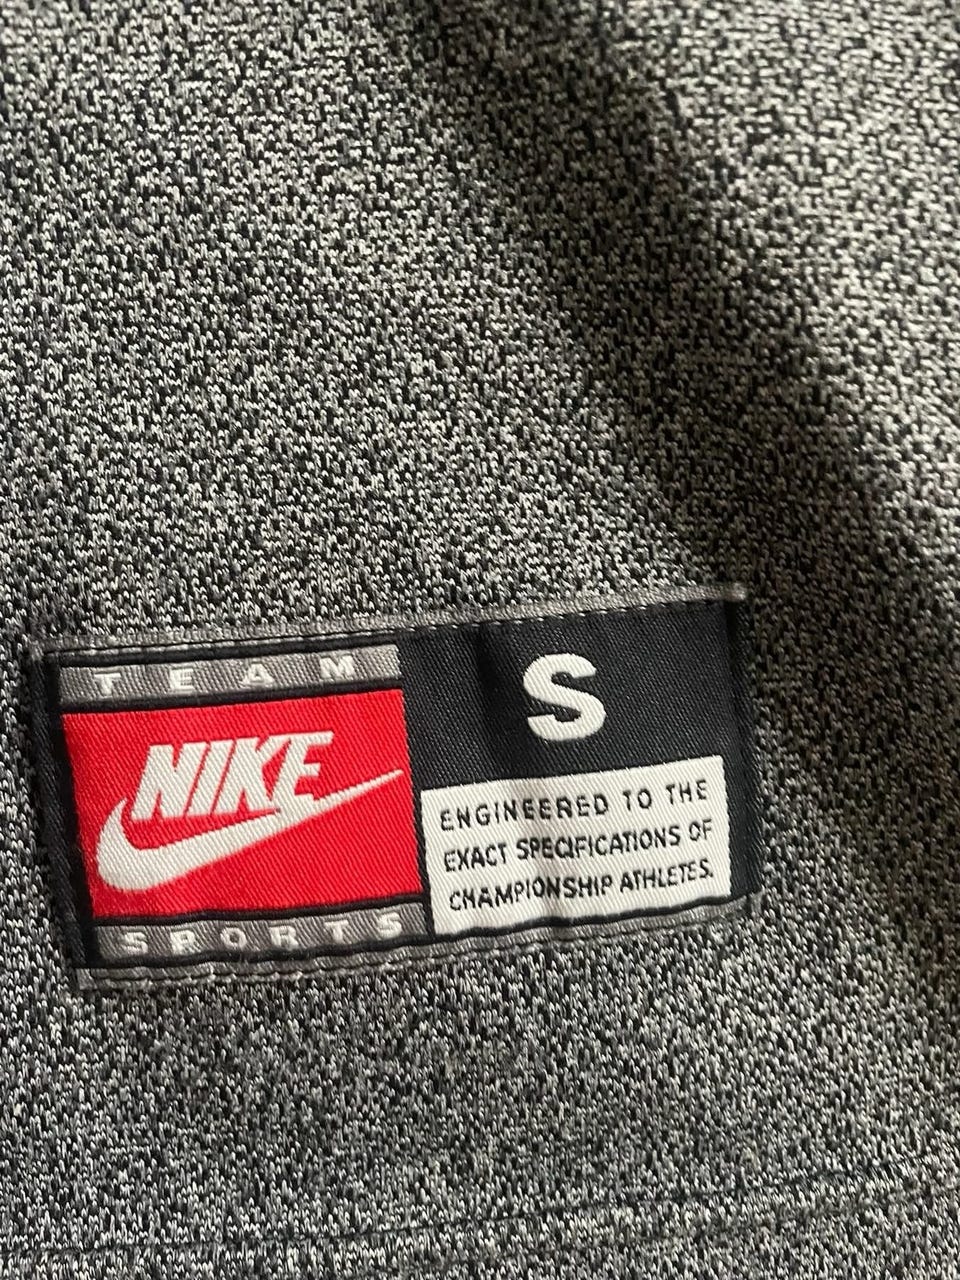 TEAM
NIKE
SPORTS
S
ENGINEERED TO THE
EXACT SPECIFICATIONS OF
CHAMPIONSHIP ATHLETES.